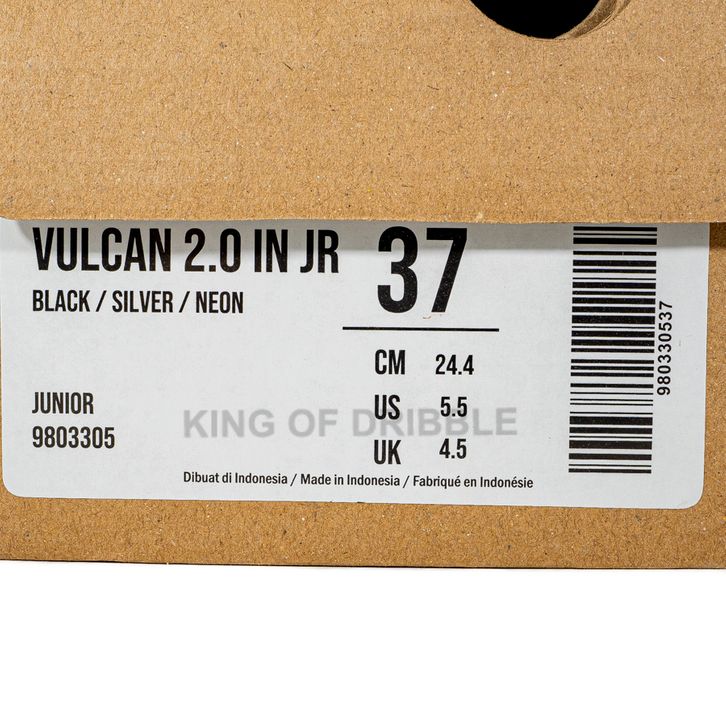 VULCAN 2.0 IN JR
BLACK / SILVER / NEON
37
CM 24.4
US 5.5
UK 4.5
JUNIOR
9803305
KING OF DRIBBLE
Dibuat di Indonesia / Made in Indonesia / Fabriqué en Indonésie
980330537